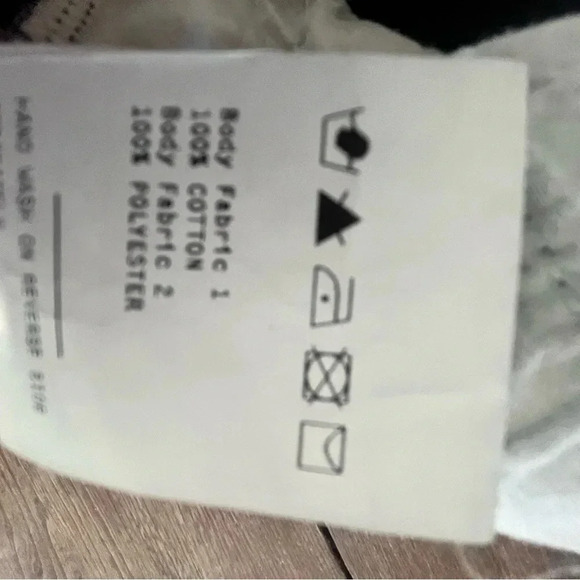 Body Fabric 1
100% COTTON
Body Fabric 2
100% POLYESTER
HAND WASH ON REVERSE SIDE